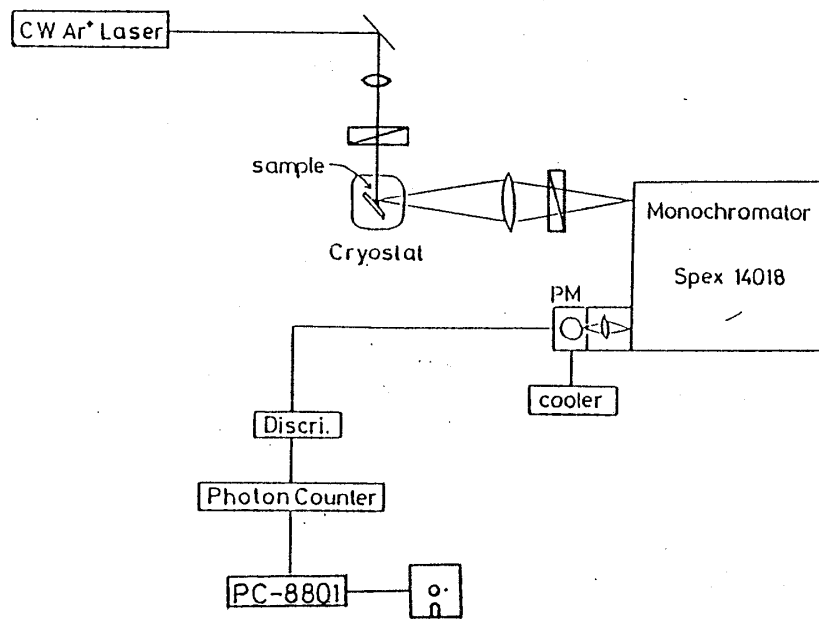 CW Ar+ Laser
sample
Cryostat
Monochromator
Spex 14018
PM
cooler
Discri.
Photon Counter
PC-8801